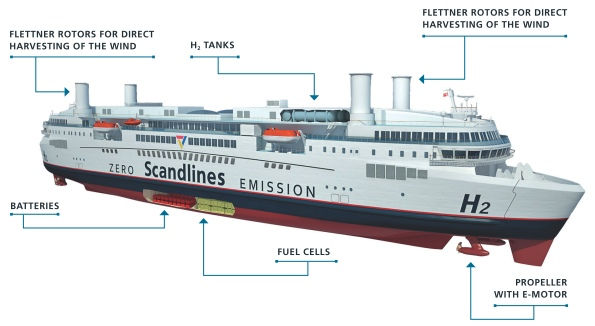 FLETTNER ROTORS FOR DIRECT
HARVESTING OF THE WIND
H₂ TANKS
FLETTNER ROTORS FOR DIRECT
HARVESTING OF THE WIND
ZERO Scandlines EMISSION
H2
BATTERIES
FUEL CELLS
PROPELLER
WITH E-MOTOR